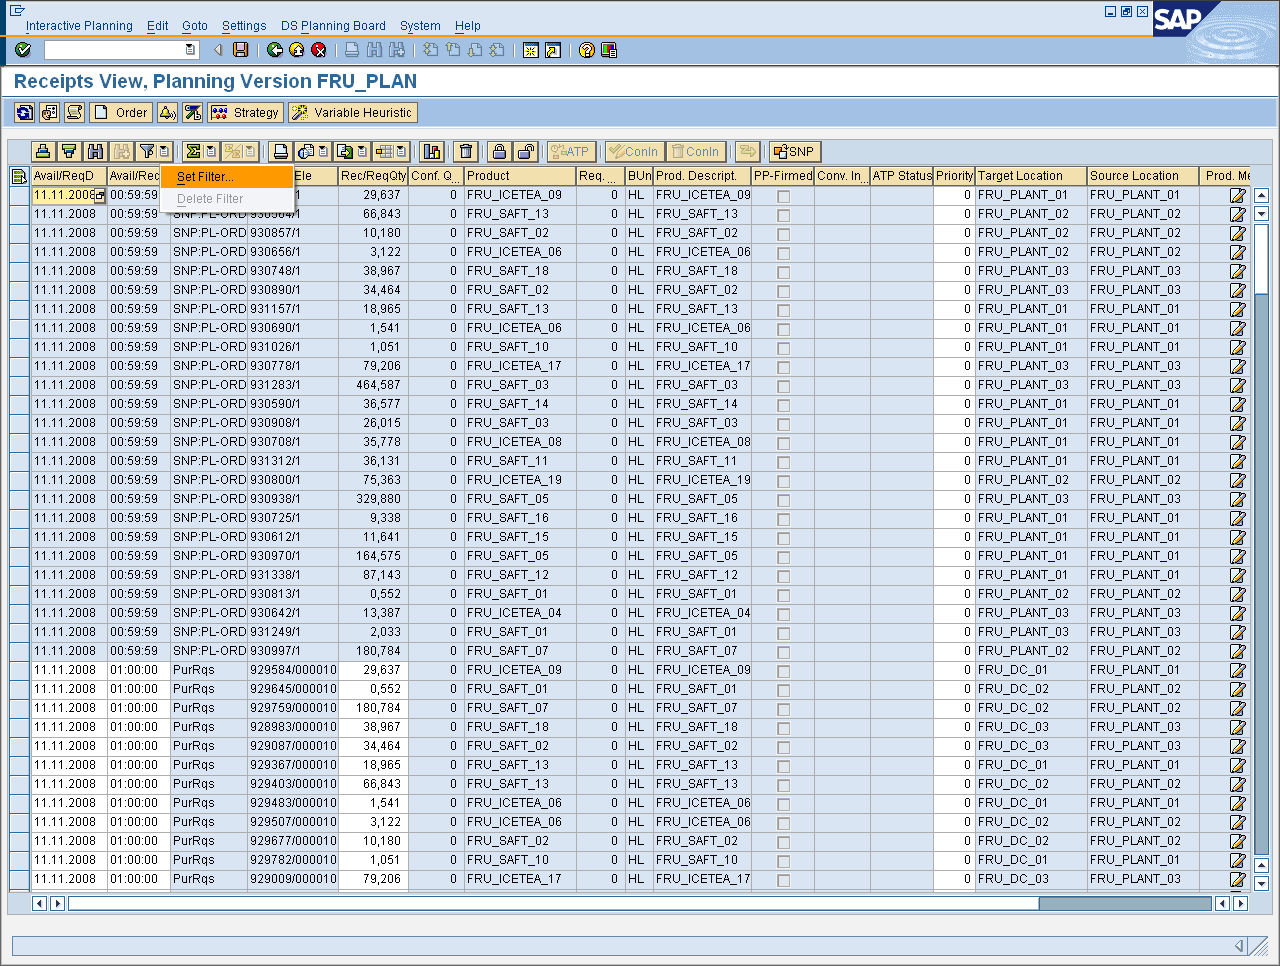 Interactive Planning Edit Goto Settings DS Planning Board System Help
SAP
Receipts View, Planning Version FRU_PLAN
Order Strategy Variable Heuristic
ATP ConIn ConIn SNP
Avail/ReqD Avail/Rec Ele Rec/ReqQty Conf. Q... Product Req. ... BUn Prod. Descript. PP-Firmed Conv. In... ATP Status Priority Target Location Source Location Prod. Me
Set Filter...
Delete Filter
11.11.2008 00:59:59 /1 29,637 0 FRU_ICETEA_09 0 HL FRU_ICETEA_09 0 FRU_PLANT_01 FRU_PLANT_01
11.11.2008 00:59:59 SNP:PL-ORD 930564/1 66,843 0 FRU_SAFT_13 0 HL FRU_SAFT_13 0 FRU_PLANT_02 FRU_PLANT_02
11.11.2008 00:59:59 SNP:PL-ORD 930857/1 10,180 0 FRU_SAFT_02 0 HL FRU_SAFT_02 0 FRU_PLANT_02 FRU_PLANT_02
11.11.2008 00:59:59 SNP:PL-ORD 930656/1 3,122 0 FRU_ICETEA_06 0 HL FRU_ICETEA_06 0 FRU_PLANT_02 FRU_PLANT_02
11.11.2008 00:59:59 SNP:PL-ORD 930748/1 38,967 0 FRU_SAFT_18 0 HL FRU_SAFT_18 0 FRU_PLANT_03 FRU_PLANT_03
11.11.2008 00:59:59 SNP:PL-ORD 930890/1 34,464 0 FRU_SAFT_02 0 HL FRU_SAFT_02 0 FRU_PLANT_03 FRU_PLANT_03
11.11.2008 00:59:59 SNP:PL-ORD 931157/1 18,965 0 FRU_SAFT_13 0 HL FRU_SAFT_13 0 FRU_PLANT_01 FRU_PLANT_01
11.11.2008 00:59:59 SNP:PL-ORD 930690/1 1,541 0 FRU_ICETEA_06 0 HL FRU_ICETEA_06 0 FRU_PLANT_01 FRU_PLANT_01
11.11.2008 00:59:59 SNP:PL-ORD 931026/1 1,051 0 FRU_SAFT_10 0 HL FRU_SAFT_10 0 FRU_PLANT_01 FRU_PLANT_01
11.11.2008 00:59:59 SNP:PL-ORD 930778/1 79,206 0 FRU_ICETEA_17 0 HL FRU_ICETEA_17 0 FRU_PLANT_03 FRU_PLANT_03
11.11.2008 00:59:59 SNP:PL-ORD 931283/1 464,587 0 FRU_SAFT_03 0 HL FRU_SAFT_03 0 FRU_PLANT_03 FRU_PLANT_03
11.11.2008 00:59:59 SNP:PL-ORD 930590/1 36,577 0 FRU_SAFT_14 0 HL FRU_SAFT_14 0 FRU_PLANT_01 FRU_PLANT_01
11.11.2008 00:59:59 SNP:PL-ORD 930908/1 26,015 0 FRU_SAFT_03 0 HL FRU_SAFT_03 0 FRU_PLANT_01 FRU_PLANT_01
11.11.2008 00:59:59 SNP:PL-ORD 930708/1 35,778 0 FRU_ICETEA_08 0 HL FRU_ICETEA_08 0 FRU_PLANT_01 FRU_PLANT_01
11.11.2008 00:59:59 SNP:PL-ORD 931312/1 36,131 0 FRU_SAFT_11 0 HL FRU_SAFT_11 0 FRU_PLANT_01 FRU_PLANT_01
11.11.2008 00:59:59 SNP:PL-ORD 930800/1 75,363 0 FRU_ICETEA_19 0 HL FRU_ICETEA_19 0 FRU_PLANT_02 FRU_PLANT_02
11.11.2008 00:59:59 SNP:PL-ORD 930938/1 329,880 0 FRU_SAFT_05 0 HL FRU_SAFT_05 0 FRU_PLANT_03 FRU_PLANT_03
11.11.2008 00:59:59 SNP:PL-ORD 930725/1 9,338 0 FRU_SAFT_16 0 HL FRU_SAFT_16 0 FRU_PLANT_01 FRU_PLANT_01
11.11.2008 00:59:59 SNP:PL-ORD 930612/1 11,641 0 FRU_SAFT_15 0 HL FRU_SAFT_15 0 FRU_PLANT_01 FRU_PLANT_01
11.11.2008 00:59:59 SNP:PL-ORD 930970/1 164,575 0 FRU_SAFT_05 0 HL FRU_SAFT_05 0 FRU_PLANT_01 FRU_PLANT_01
11.11.2008 00:59:59 SNP:PL-ORD 931338/1 87,143 0 FRU_SAFT_12 0 HL FRU_SAFT_12 0 FRU_PLANT_01 FRU_PLANT_01
11.11.2008 00:59:59 SNP:PL-ORD 930813/1 0,552 0 FRU_SAFT_01 0 HL FRU_SAFT_01 0 FRU_PLANT_02 FRU_PLANT_02
11.11.2008 00:59:59 SNP:PL-ORD 930642/1 13,387 0 FRU_ICETEA_04 0 HL FRU_ICETEA_04 0 FRU_PLANT_03 FRU_PLANT_03
11.11.2008 00:59:59 SNP:PL-ORD 931249/1 2,033 0 FRU_SAFT_01 0 HL FRU_SAFT_01 0 FRU_PLANT_03 FRU_PLANT_03
11.11.2008 00:59:59 SNP:PL-ORD 930997/1 180,784 0 FRU_SAFT_07 0 HL FRU_SAFT_07 0 FRU_PLANT_02 FRU_PLANT_02
11.11.2008 01:00:00 PurRqs 929584/000010 29,637 0 FRU_ICETEA_09 0 HL FRU_ICETEA_09 0 FRU_DC_01 FRU_PLANT_01
11.11.2008 01:00:00 PurRqs 929645/000010 0,552 0 FRU_SAFT_01 0 HL FRU_SAFT_01 0 FRU_DC_02 FRU_PLANT_02
11.11.2008 01:00:00 PurRqs 929759/000010 180,784 0 FRU_SAFT_07 0 HL FRU_SAFT_07 0 FRU_DC_02 FRU_PLANT_02
11.11.2008 01:00:00 PurRqs 928983/000010 38,967 0 FRU_SAFT_18 0 HL FRU_SAFT_18 0 FRU_DC_03 FRU_PLANT_03
11.11.2008 01:00:00 PurRqs 929087/000010 34,464 0 FRU_SAFT_02 0 HL FRU_SAFT_02 0 FRU_DC_03 FRU_PLANT_03
11.11.2008 01:00:00 PurRqs 929367/000010 18,965 0 FRU_SAFT_13 0 HL FRU_SAFT_13 0 FRU_DC_01 FRU_PLANT_01
11.11.2008 01:00:00 PurRqs 929403/000010 66,843 0 FRU_SAFT_13 0 HL FRU_SAFT_13 0 FRU_DC_02 FRU_PLANT_02
11.11.2008 01:00:00 PurRqs 929483/000010 1,541 0 FRU_ICETEA_06 0 HL FRU_ICETEA_06 0 FRU_DC_01 FRU_PLANT_01
11.11.2008 01:00:00 PurRqs 929507/000010 3,122 0 FRU_ICETEA_06 0 HL FRU_ICETEA_06 0 FRU_DC_02 FRU_PLANT_02
11.11.2008 01:00:00 PurRqs 929677/000010 10,180 0 FRU_SAFT_02 0 HL FRU_SAFT_02 0 FRU_DC_02 FRU_PLANT_02
11.11.2008 01:00:00 PurRqs 929782/000010 1,051 0 FRU_SAFT_10 0 HL FRU_SAFT_10 0 FRU_DC_01 FRU_PLANT_01
11.11.2008 01:00:00 PurRqs 929009/000010 79,206 0 FRU_ICETEA_17 0 HL FRU_ICETEA_17 0 FRU_DC_03 FRU_PLANT_03